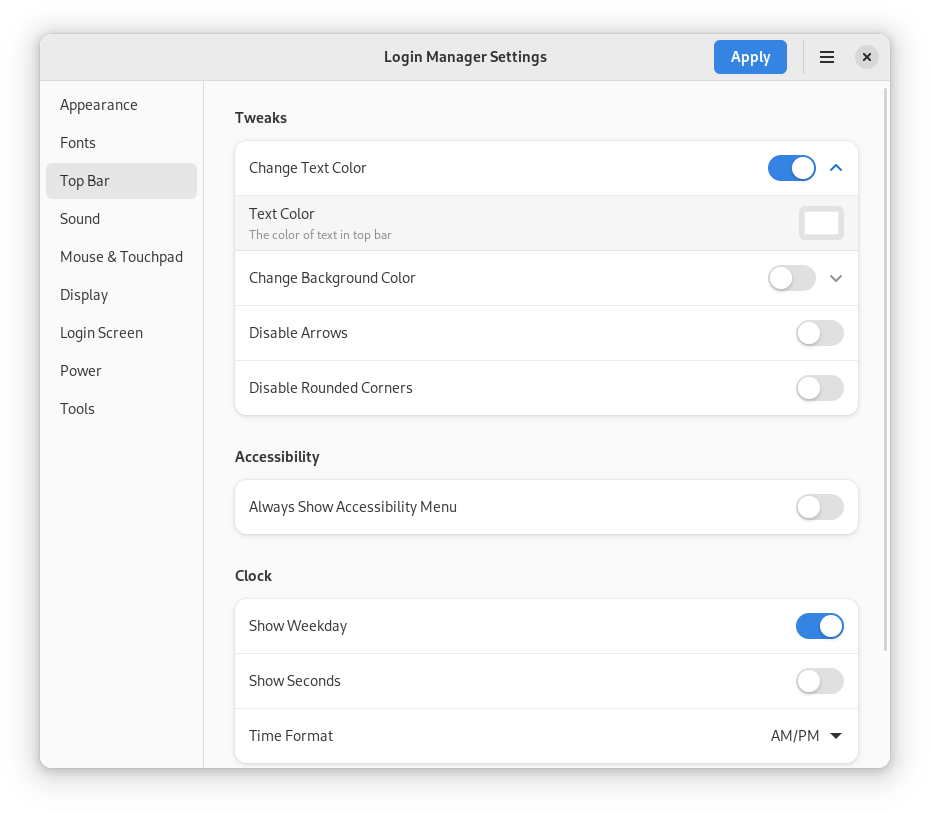 Login Manager Settings
Apply
Appearance
Fonts
Top Bar
Sound
Mouse & Touchpad
Display
Login Screen
Power
Tools
Tweaks
Change Text Color
Text Color
The color of text in top bar
Change Background Color
Disable Arrows
Disable Rounded Corners
Accessibility
Always Show Accessibility Menu
Clock
Show Weekday
Show Seconds
Time Format
AM/PM